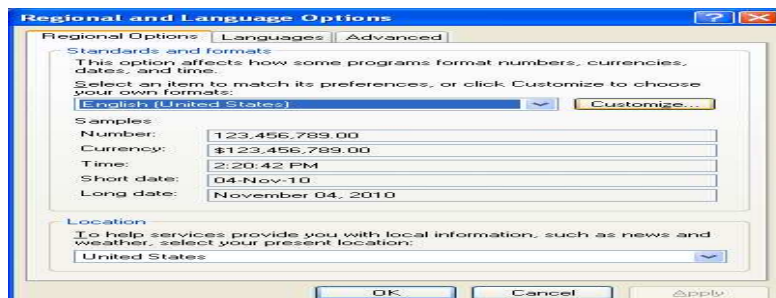 Regional and Language Options
Regional Options Languages Advanced
Standards and formats
This option affects how some programs format numbers, currencies,
dates, and time.
Select an item to match its preferences, or click Customize to choose
your own formats:
English (United States) Customize...
Samples
Number: 123,456,789.00
Currency: $123,456,789.00
Time: 2:20:42 PM
Short date: 04-Nov-10
Long date: November 04, 2010
Location
To help services provide you with local information, such as news and
weather, select your present location:
United States
OK Cancel Apply